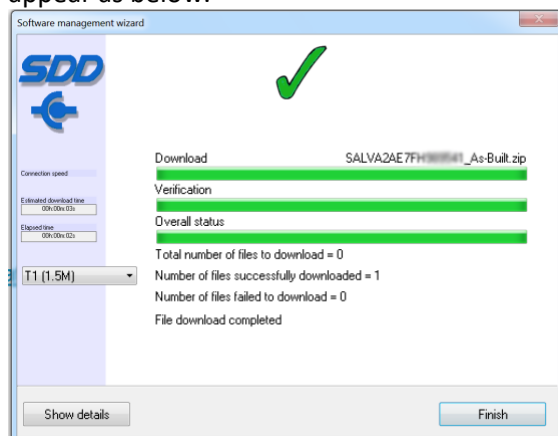 appear as below.
Software management wizard
SDD
Download SALVA2AE7FH _As-Built.zip
Connection speed
Verification
Estimated download time
00h:00m:03s
Overall status
Elapsed time
00h:00m:02s
Total number of files to download = 0
T1 (1.5M)
Number of files successfully downloaded = 1
Number of files failed to download = 0
File download completed
Show details
Finish